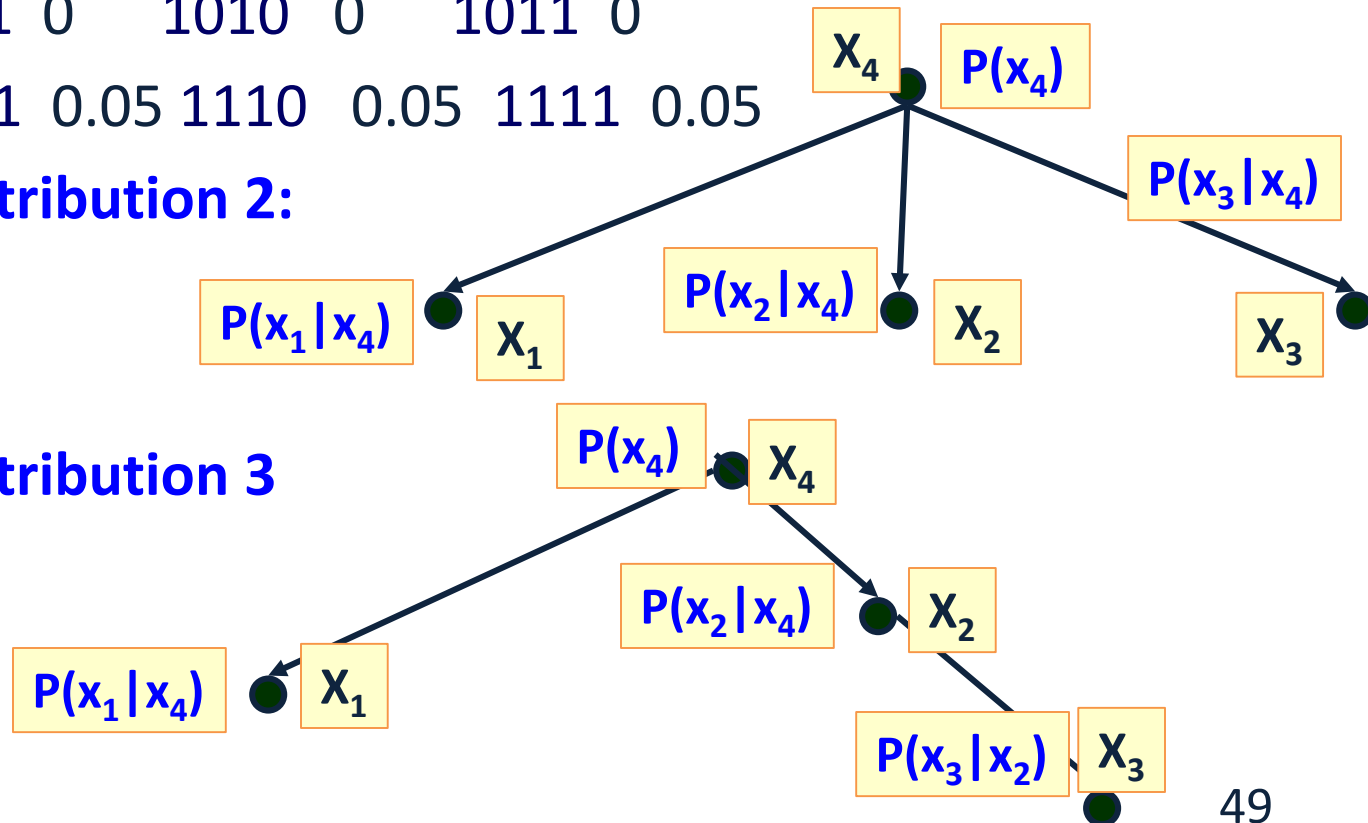 1 0 1010 0 1011 0
1 0.05 1110 0.05 1111 0.05
X₄
P(x₄)
P(x₃|x₄)
tribution 2:
P(x₂|x₄)
P(x₁|x₄)
X₁
X₂
X₃
P(x₄)
X₄
tribution 3
P(x₂|x₄)
X₂
P(x₁|x₄)
X₁
P(x₃|x₂)
X₃
49